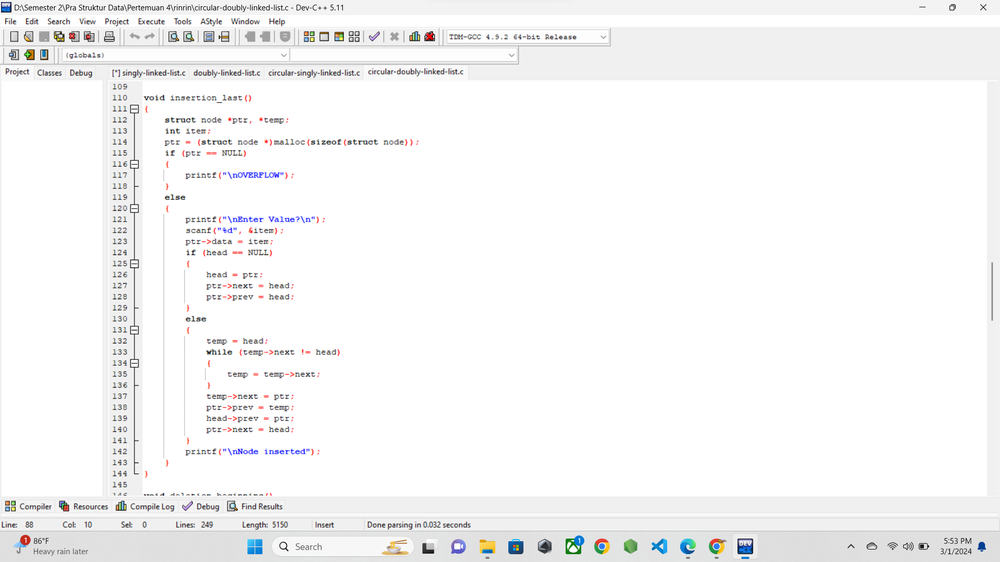 D:\Semester 2\Pra Struktur Data\Pertemuan 4\rinrin\circular-doubly-linked-list.c - Dev-C++ 5.11
File Edit Search View Project Execute Tools AStyle Window Help
TDM-GCC 4.9.2 64-bit Release
(globals)
Project Classes Debug [*] singly-linked-list.c doubly-linked-list.c circular-singly-linked-list.c circular-doubly-linked-list.c
109
110 void insertion_last()
111 {
112 struct node *ptr, *temp;
113 int item;
114 ptr = (struct node *)malloc(sizeof(struct node));
115 if (ptr == NULL)
116 {
117 printf("\nOVERFLOW");
118 }
119 else
120 {
121 printf("\nEnter Value?\n");
122 scanf("%d", &item);
123 ptr->data = item;
124 if (head == NULL)
125 {
126 head = ptr;
127 ptr->next = head;
128 ptr->prev = head;
129 }
130 else
131 {
132 temp = head;
133 while (temp->next != head)
134 {
135 temp = temp->next;
136 }
137 temp->next = ptr;
138 ptr->prev = temp;
139 head->prev = ptr;
140 ptr->next = head;
141 }
142 printf("\nNode inserted");
143 }
144 }
145
146 void deletion_beginning()
Compiler Resources Compile Log Debug Find Results
Line: 88 Col: 10 Sel: 0 Lines: 249 Length: 5150 Insert Done parsing in 0.032 seconds
1 86°F
Heavy rain later
Search
1
DEV C++
5:53 PM
3/1/2024